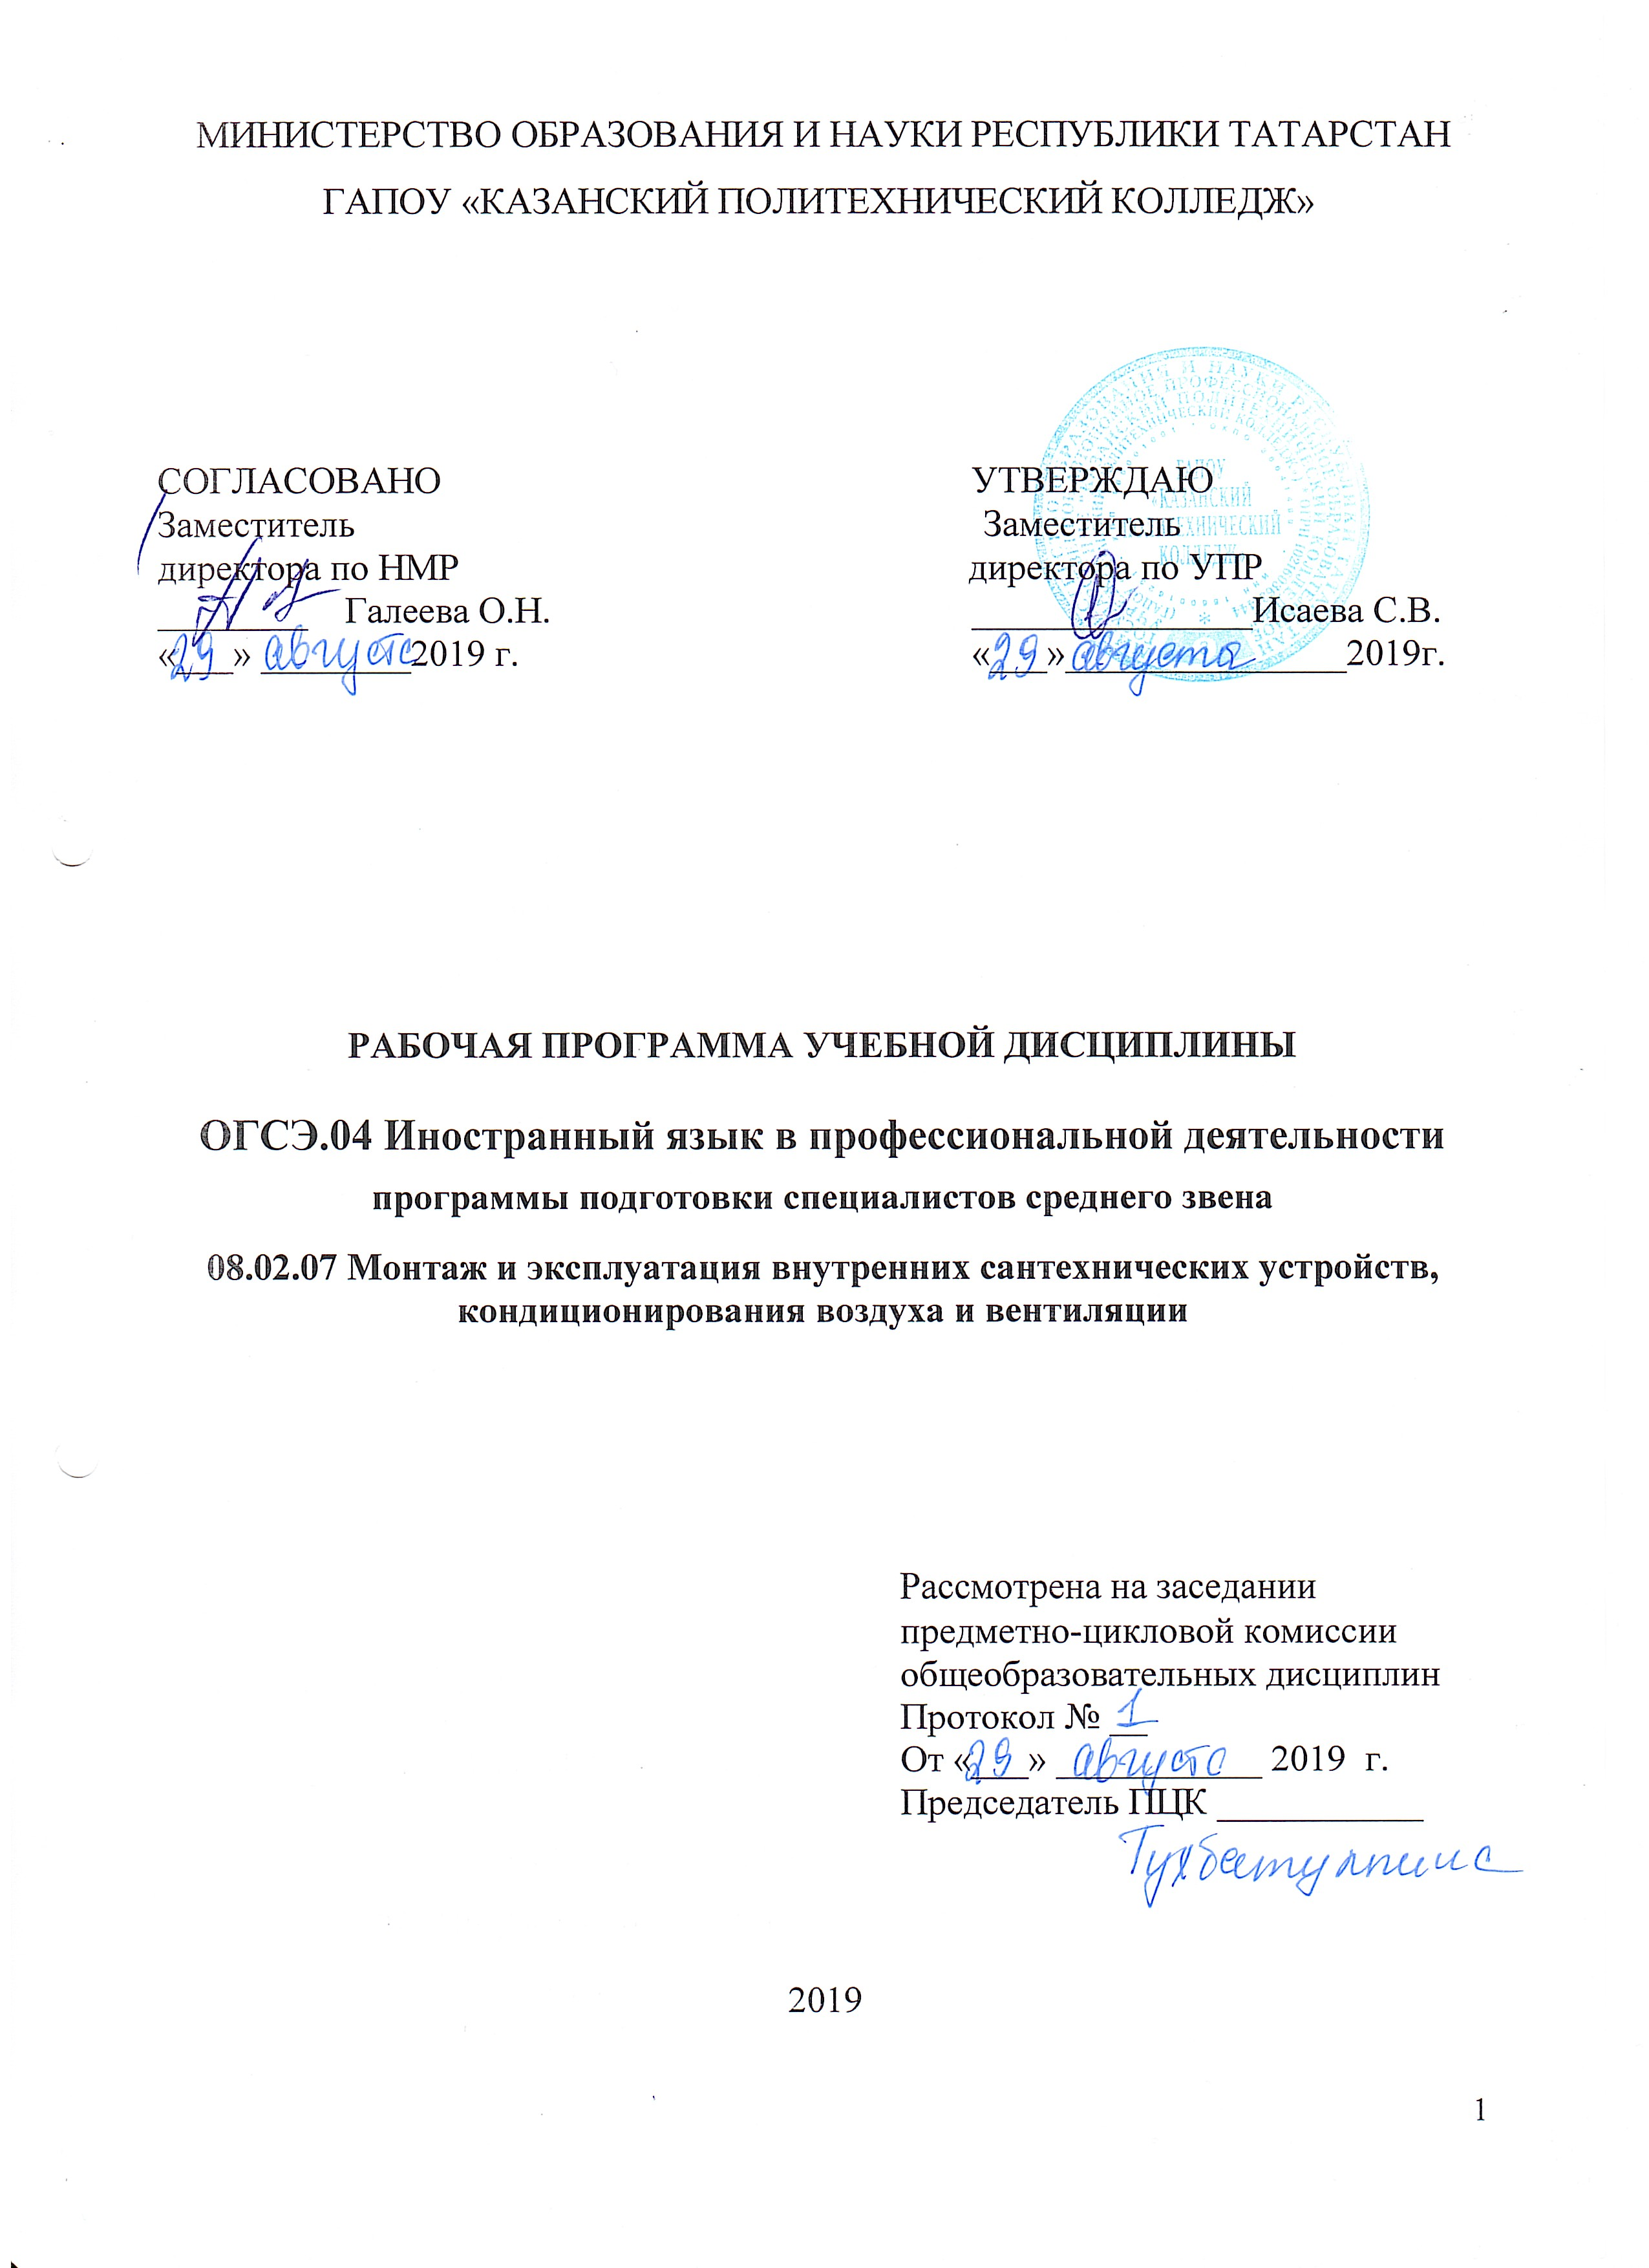 МИНИСТЕРСТВО ОБРАЗОВАНИЯ И НАУКИ РЕСПУБЛИКИ ТАТАРСТАН
ГАПОУ «КАЗАНСКИЙ ПОЛИТЕХНИЧЕСКИЙ КОЛЛЕДЖ»
СОГЛАСОВАНО
Заместитель
директора по НМР
Галеева О.Н.
«29» августа 2019 г.
УТВЕРЖДАЮ
Заместитель
директора по УПР
Исаева С.В.
«29» августа 2019г.
РАБОЧАЯ ПРОГРАММА УЧЕБНОЙ ДИСЦИПЛИНЫ
ОГСЭ.04 Иностранный язык в профессиональной деятельности
программы подготовки специалистов среднего звена
08.02.07 Монтаж и эксплуатация внутренних сантехнических устройств,
кондиционирования воздуха и вентиляции
Рассмотрена на заседании
предметно-цикловой комиссии
общеобразовательных дисциплин
Протокол № 1
От «29» августа 2019 г.
Председатель ПЦК
2019
1